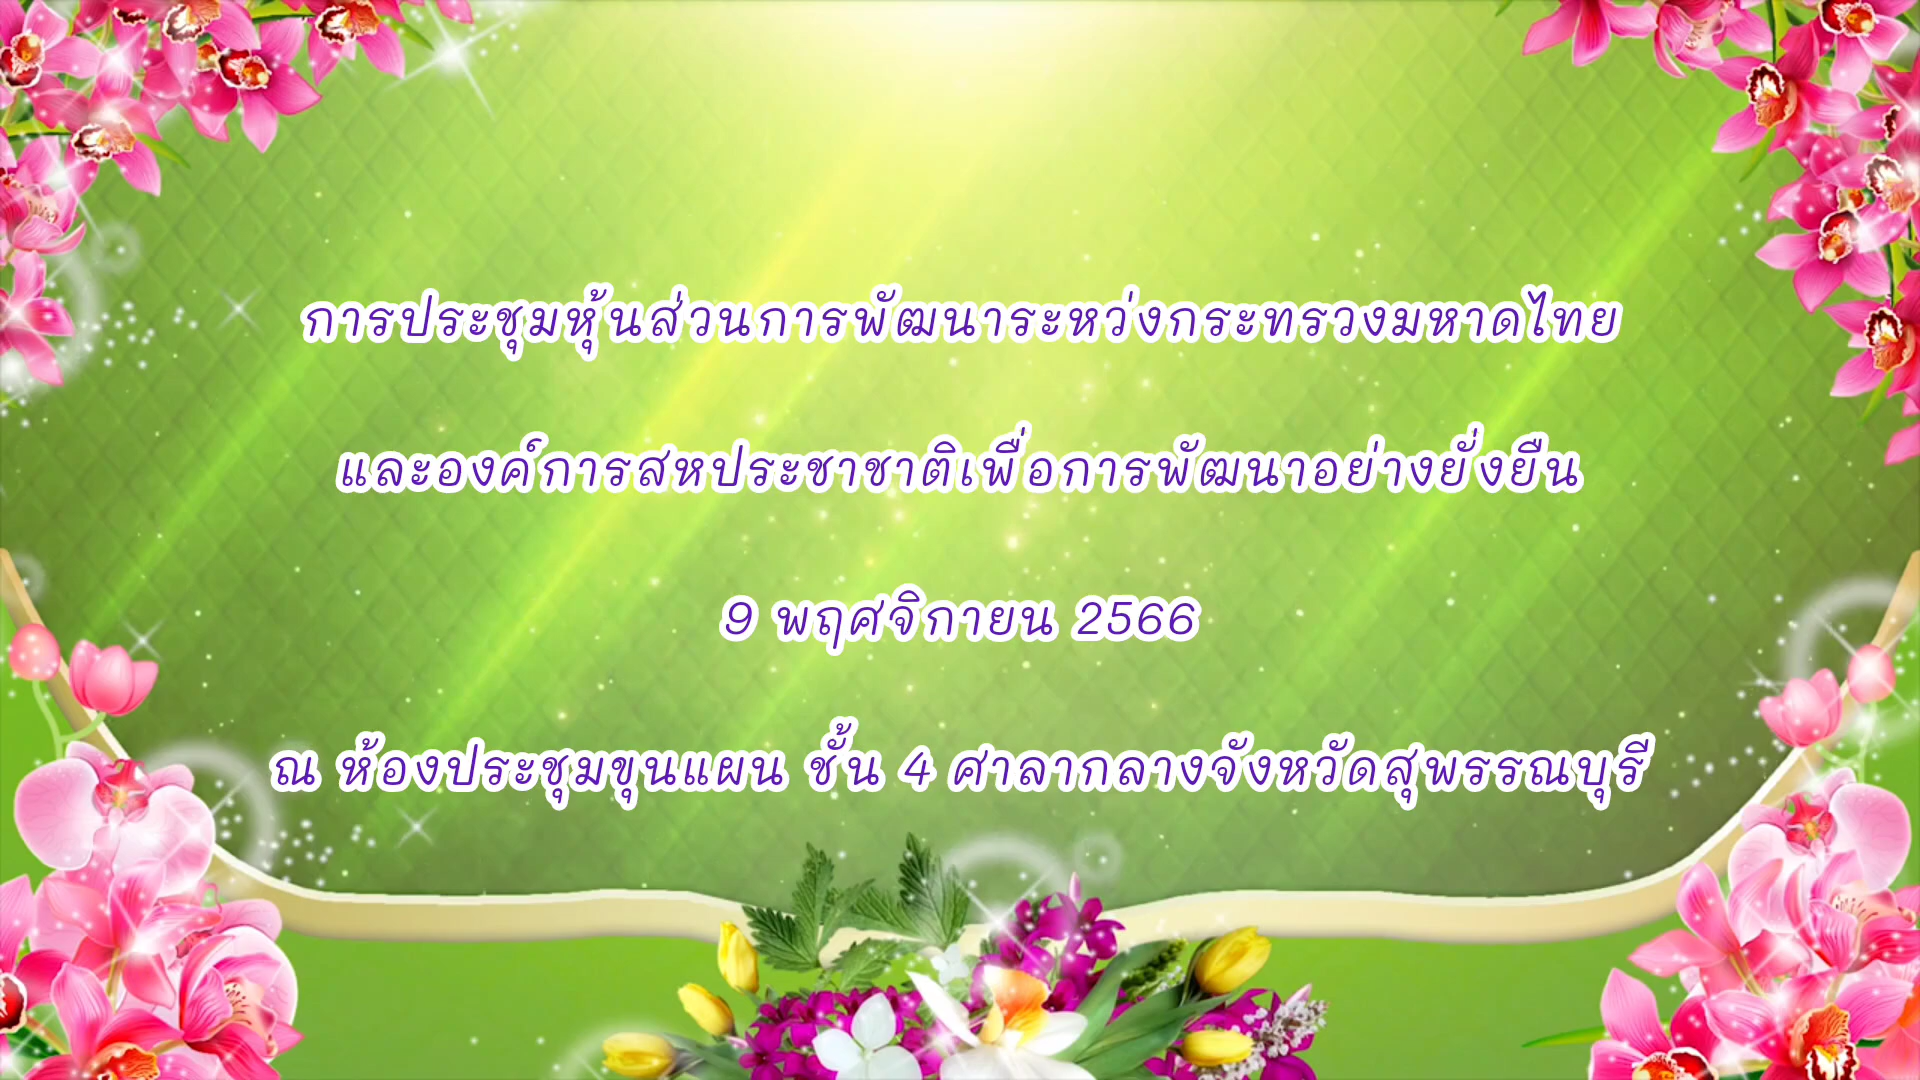 การประชุมหุ้นส่วนการพัฒนาระหว่งกระทรวงมหาดไทย
และองค์การสหประชาชาติเพื่อการพัฒนาอย่างยั่งยืน
9 พฤศจิกายน 2566
ณ ห้องประชุมขุนแผน ชั้น 4 ศาลากลางจังหวัดสุพรรณบุรี